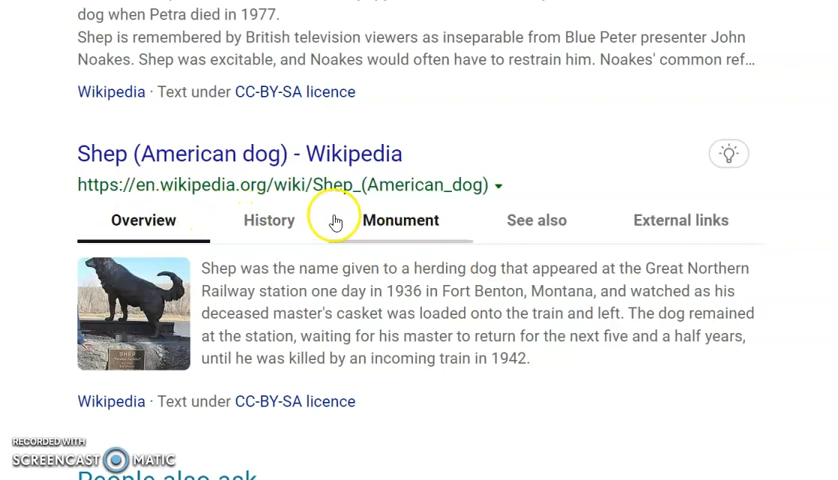 dog when Petra died in 1977.
Shep is remembered by British television viewers as inseparable from Blue Peter presenter John
Noakes. Shep was excitable, and Noakes would often have to restrain him. Noakes' common ref...
Wikipedia · Text under CC-BY-SA licence
Shep (American dog) - Wikipedia
https://en.wikipedia.org/wiki/Shep_(American_dog)
Overview History Monument See also External links
Shep was the name given to a herding dog that appeared at the Great Northern
Railway station one day in 1936 in Fort Benton, Montana, and watched as his
deceased master's casket was loaded onto the train and left. The dog remained
at the station, waiting for his master to return for the next five and a half years,
until he was killed by an incoming train in 1942.
SHEP
Wikipedia · Text under CC-BY-SA licence
RECORDED WITH
SCREENCAST MATIC
People also ask